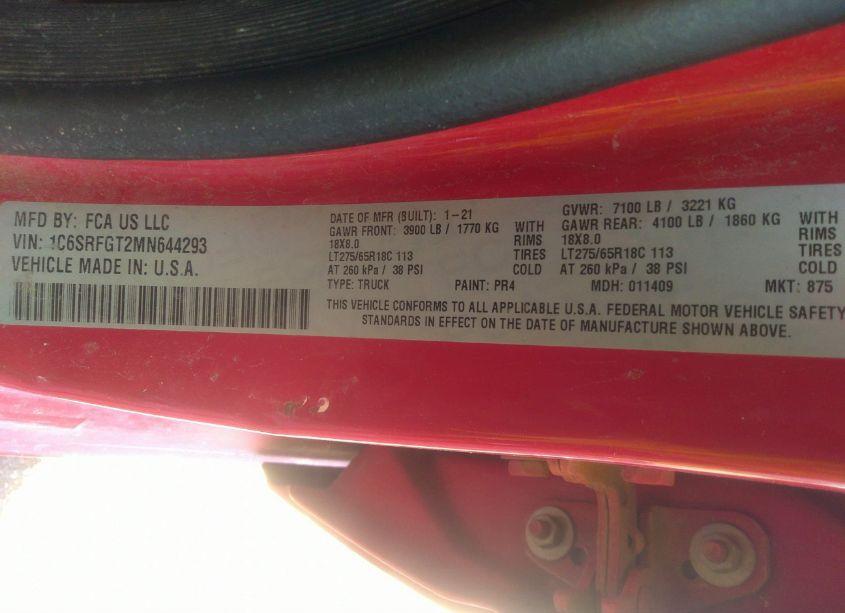 MFD BY: FCA US LLC
VIN: 1C6SRFGT2MN644293
VEHICLE MADE IN: U.S.A.
DATE OF MFR (BUILT): 1-21
GAWR FRONT: 3900 LB / 1770 KG WITH
18X8.0 RIMS
LT275/65R18C 113 TIRES
AT 260 kPa / 38 PSI COLD
TYPE: TRUCK PAINT: PR4
GVWR: 7100 LB / 3221 KG
GAWR REAR: 4100 LB / 1860 KG WITH
18X8.0 RIMS
LT275/65R18C 113 TIRES
AT 260 kPa / 38 PSI COLD
MDH: 011409 MKT: 875
THIS VEHICLE CONFORMS TO ALL APPLICABLE U.S.A. FEDERAL MOTOR VEHICLE SAFETY
STANDARDS IN EFFECT ON THE DATE OF MANUFACTURE SHOWN ABOVE.